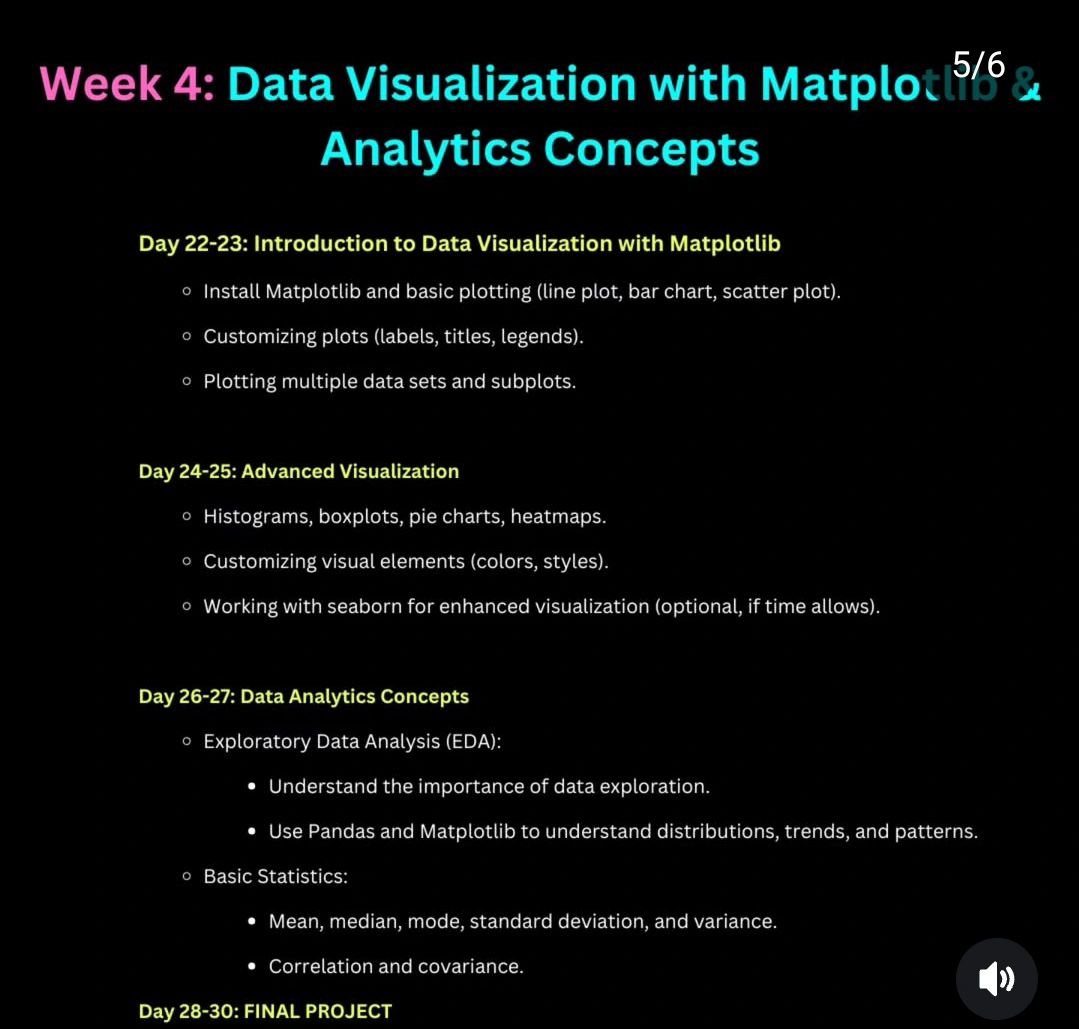 5/6
Week 4: Data Visualization with Matplotlib &
Analytics Concepts
Day 22-23: Introduction to Data Visualization with Matplotlib
Install Matplotlib and basic plotting (line plot, bar chart, scatter plot).
Customizing plots (labels, titles, legends).
Plotting multiple data sets and subplots.
Day 24-25: Advanced Visualization
Histograms, boxplots, pie charts, heatmaps.
Customizing visual elements (colors, styles).
Working with seaborn for enhanced visualization (optional, if time allows).
Day 26-27: Data Analytics Concepts
Exploratory Data Analysis (EDA):
Understand the importance of data exploration.
Use Pandas and Matplotlib to understand distributions, trends, and patterns.
Basic Statistics:
Mean, median, mode, standard deviation, and variance.
Correlation and covariance.
Day 28-30: FINAL PROJECT